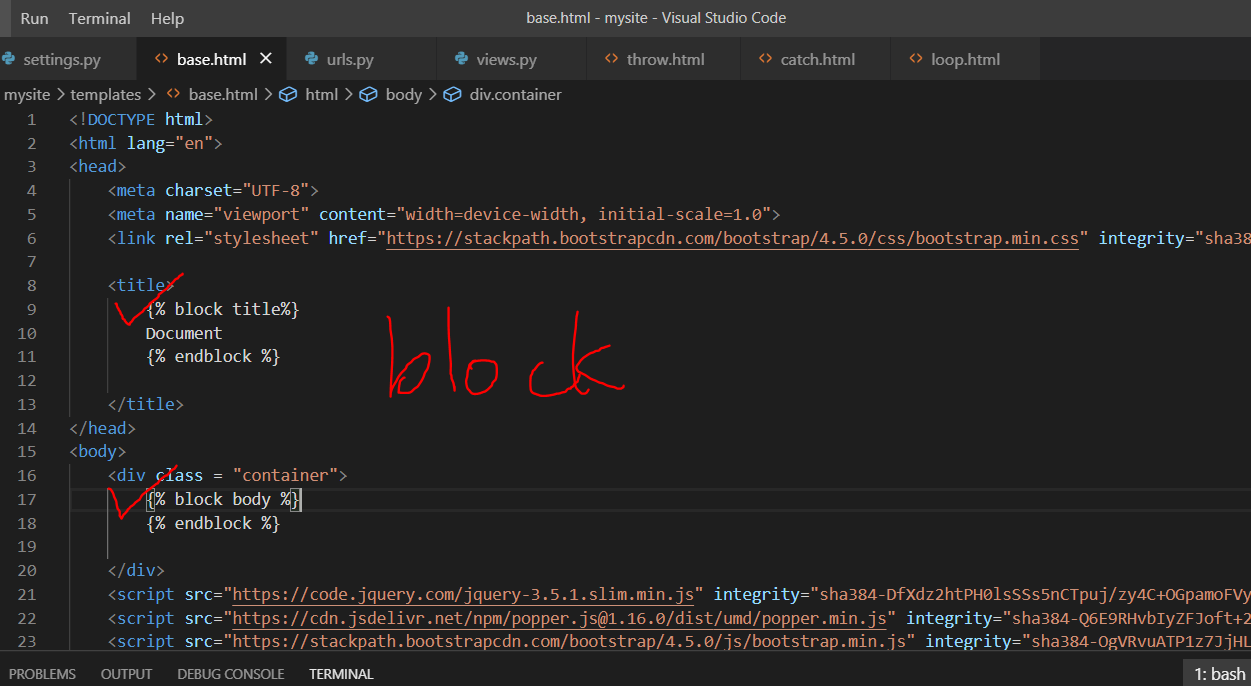 Run Terminal Help base.html - mysite - Visual Studio Code
settings.py base.html urls.py views.py throw.html catch.html loop.html
mysite > templates > base.html > html > body > div.container
1 <!DOCTYPE html>
2 <html lang="en">
3 <head>
4 <meta charset="UTF-8">
5 <meta name="viewport" content="width=device-width, initial-scale=1.0">
6 <link rel="stylesheet" href="https://stackpath.bootstrapcdn.com/bootstrap/4.5.0/css/bootstrap.min.css" integrity="sha38
7
8 <title>
9 {% block title%}
10 Document
11 {% endblock %}
block
12
13 </title>
14 </head>
15 <body>
16 <div class = "container">
17 {% block body %}
18 {% endblock %}
19
20 </div>
21 <script src="https://code.jquery.com/jquery-3.5.1.slim.min.js" integrity="sha384-DfXdz2htPH0lsSSs5nCTpuj/zy4C+OGpamoFVy
22 <script src="https://cdn.jsdelivr.net/npm/popper.js@1.16.0/dist/umd/popper.min.js" integrity="sha384-Q6E9RHvbIyZFJoft+2
23 <script src="https://stackpath.bootstrapcdn.com/bootstrap/4.5.0/js/bootstrap.min.js" integrity="sha384-OgVRvuATP1z7JjHL
PROBLEMS OUTPUT DEBUG CONSOLE TERMINAL 1: bash